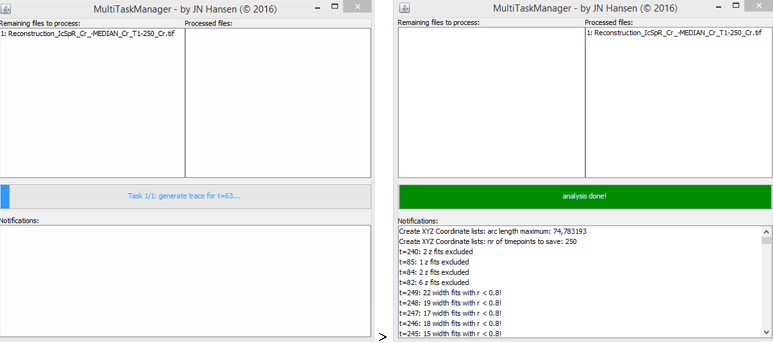 MultiTaskManager - by JN Hansen (© 2016)
Remaining files to process:
Processed files:
1: Reconstruction_IcSpR_Cr_-MEDIAN_Cr_T1-250_Cr.tif
Task 1/1: generate trace for t=63...
Notifications:
>
MultiTaskManager - by JN Hansen (© 2016)
Remaining files to process:
Processed files:
1: Reconstruction_IcSpR_Cr_-MEDIAN_Cr_T1-250_Cr.tif
analysis done!
Notifications:
Create XYZ Coordinate lists: arc length maximum: 74,783193
Create XYZ Coordinate lists: nr of timepoints to save: 250
t=240: 2 z fits excluded
t=85: 1 z fits excluded
t=84: 2 z fits excluded
t=82: 6 z fits excluded
t=249: 22 width fits with r < 0.8!
t=248: 19 width fits with r < 0.8!
t=247: 17 width fits with r < 0.8!
t=246: 18 width fits with r < 0.8!
t=245: 15 width fits with r < 0.8!